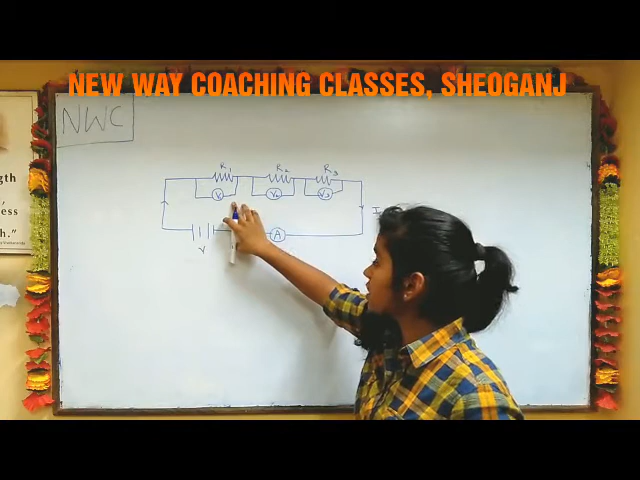 NEW WAY COACHING CLASSES, SHEOGANJ
NWC
R1 R2 R3
V1 V2 V3
I
A
V